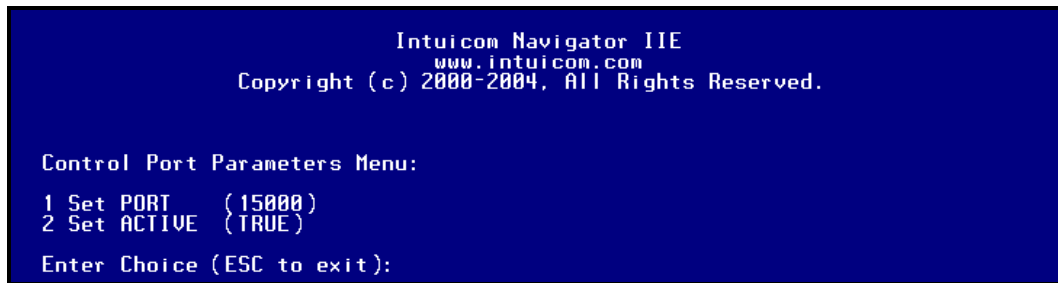 Intuicom Navigator IIE
www.intuicom.com
Copyright (c) 2000-2004, All Rights Reserved.
Control Port Parameters Menu:
1 Set PORT (15000)
2 Set ACTIVE (TRUE)
Enter Choice (ESC to exit):